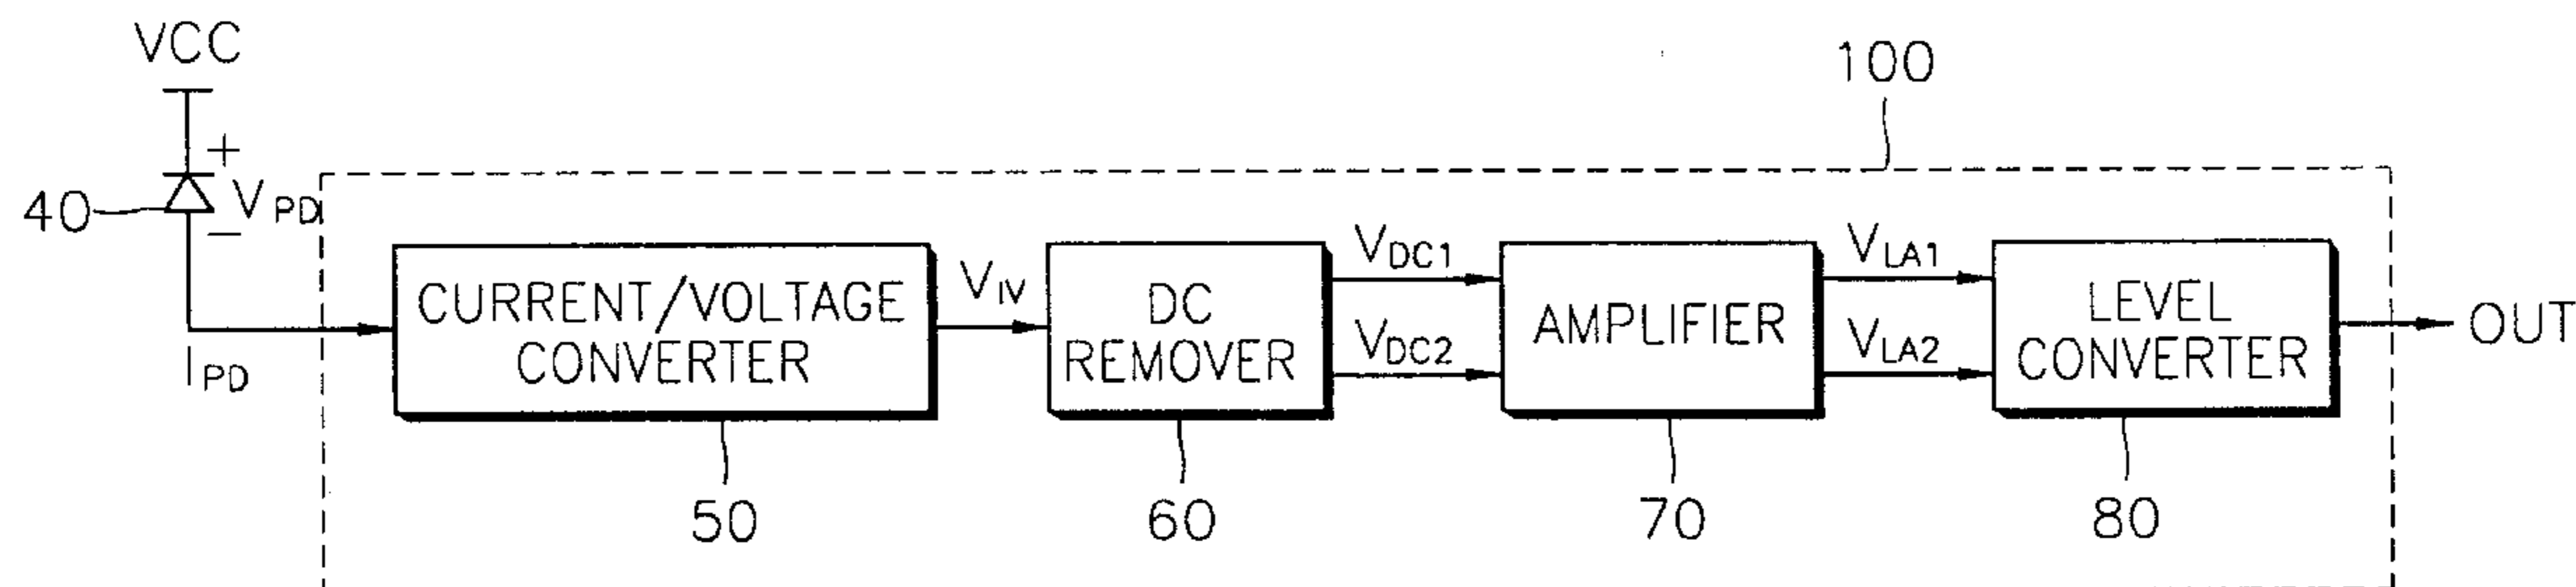 VCC
100
+
40
V PD
−
CURRENT/VOLTAGE
CONVERTER
VIV
DC
REMOVER
VDC1
VDC2
AMPLIFIER
VLA1
VLA2
LEVEL
CONVERTER
OUT
IPD
50
60
70
80